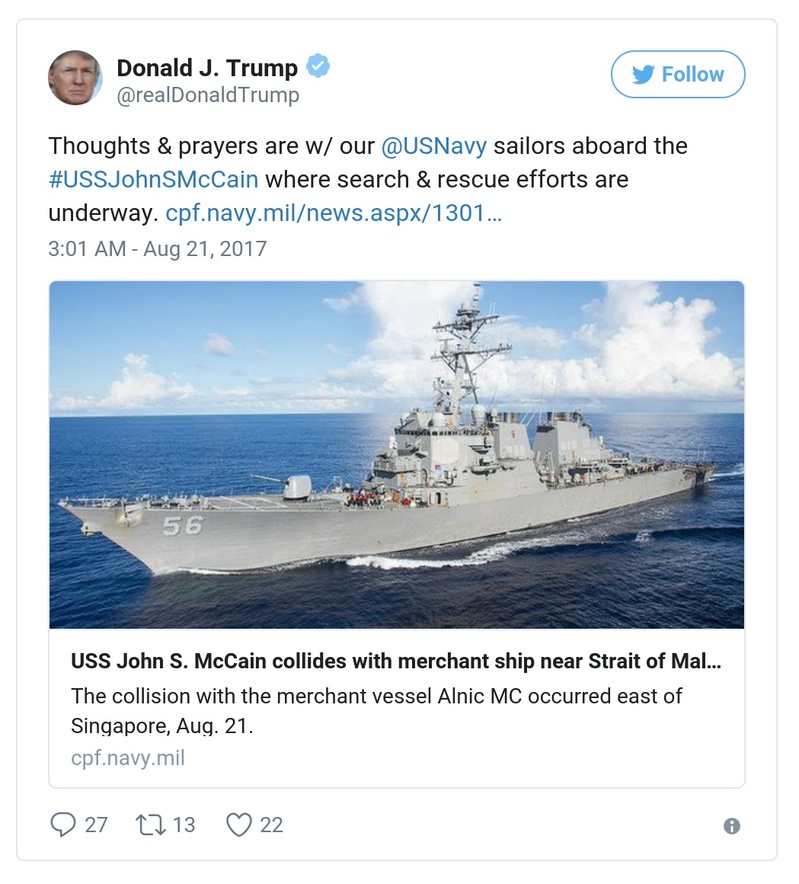 Donald J. Trump
@realDonaldTrump
Follow
Thoughts & prayers are w/ our @USNavy sailors aboard the
#USSJohnSMcCain where search & rescue efforts are
underway. cpf.navy.mil/news.aspx/1301…
3:01 AM - Aug 21, 2017
56
USS John S. McCain collides with merchant ship near Strait of Mal…
The collision with the merchant vessel Alnic MC occurred east of
Singapore, Aug. 21.
cpf.navy.mil
27 13 22